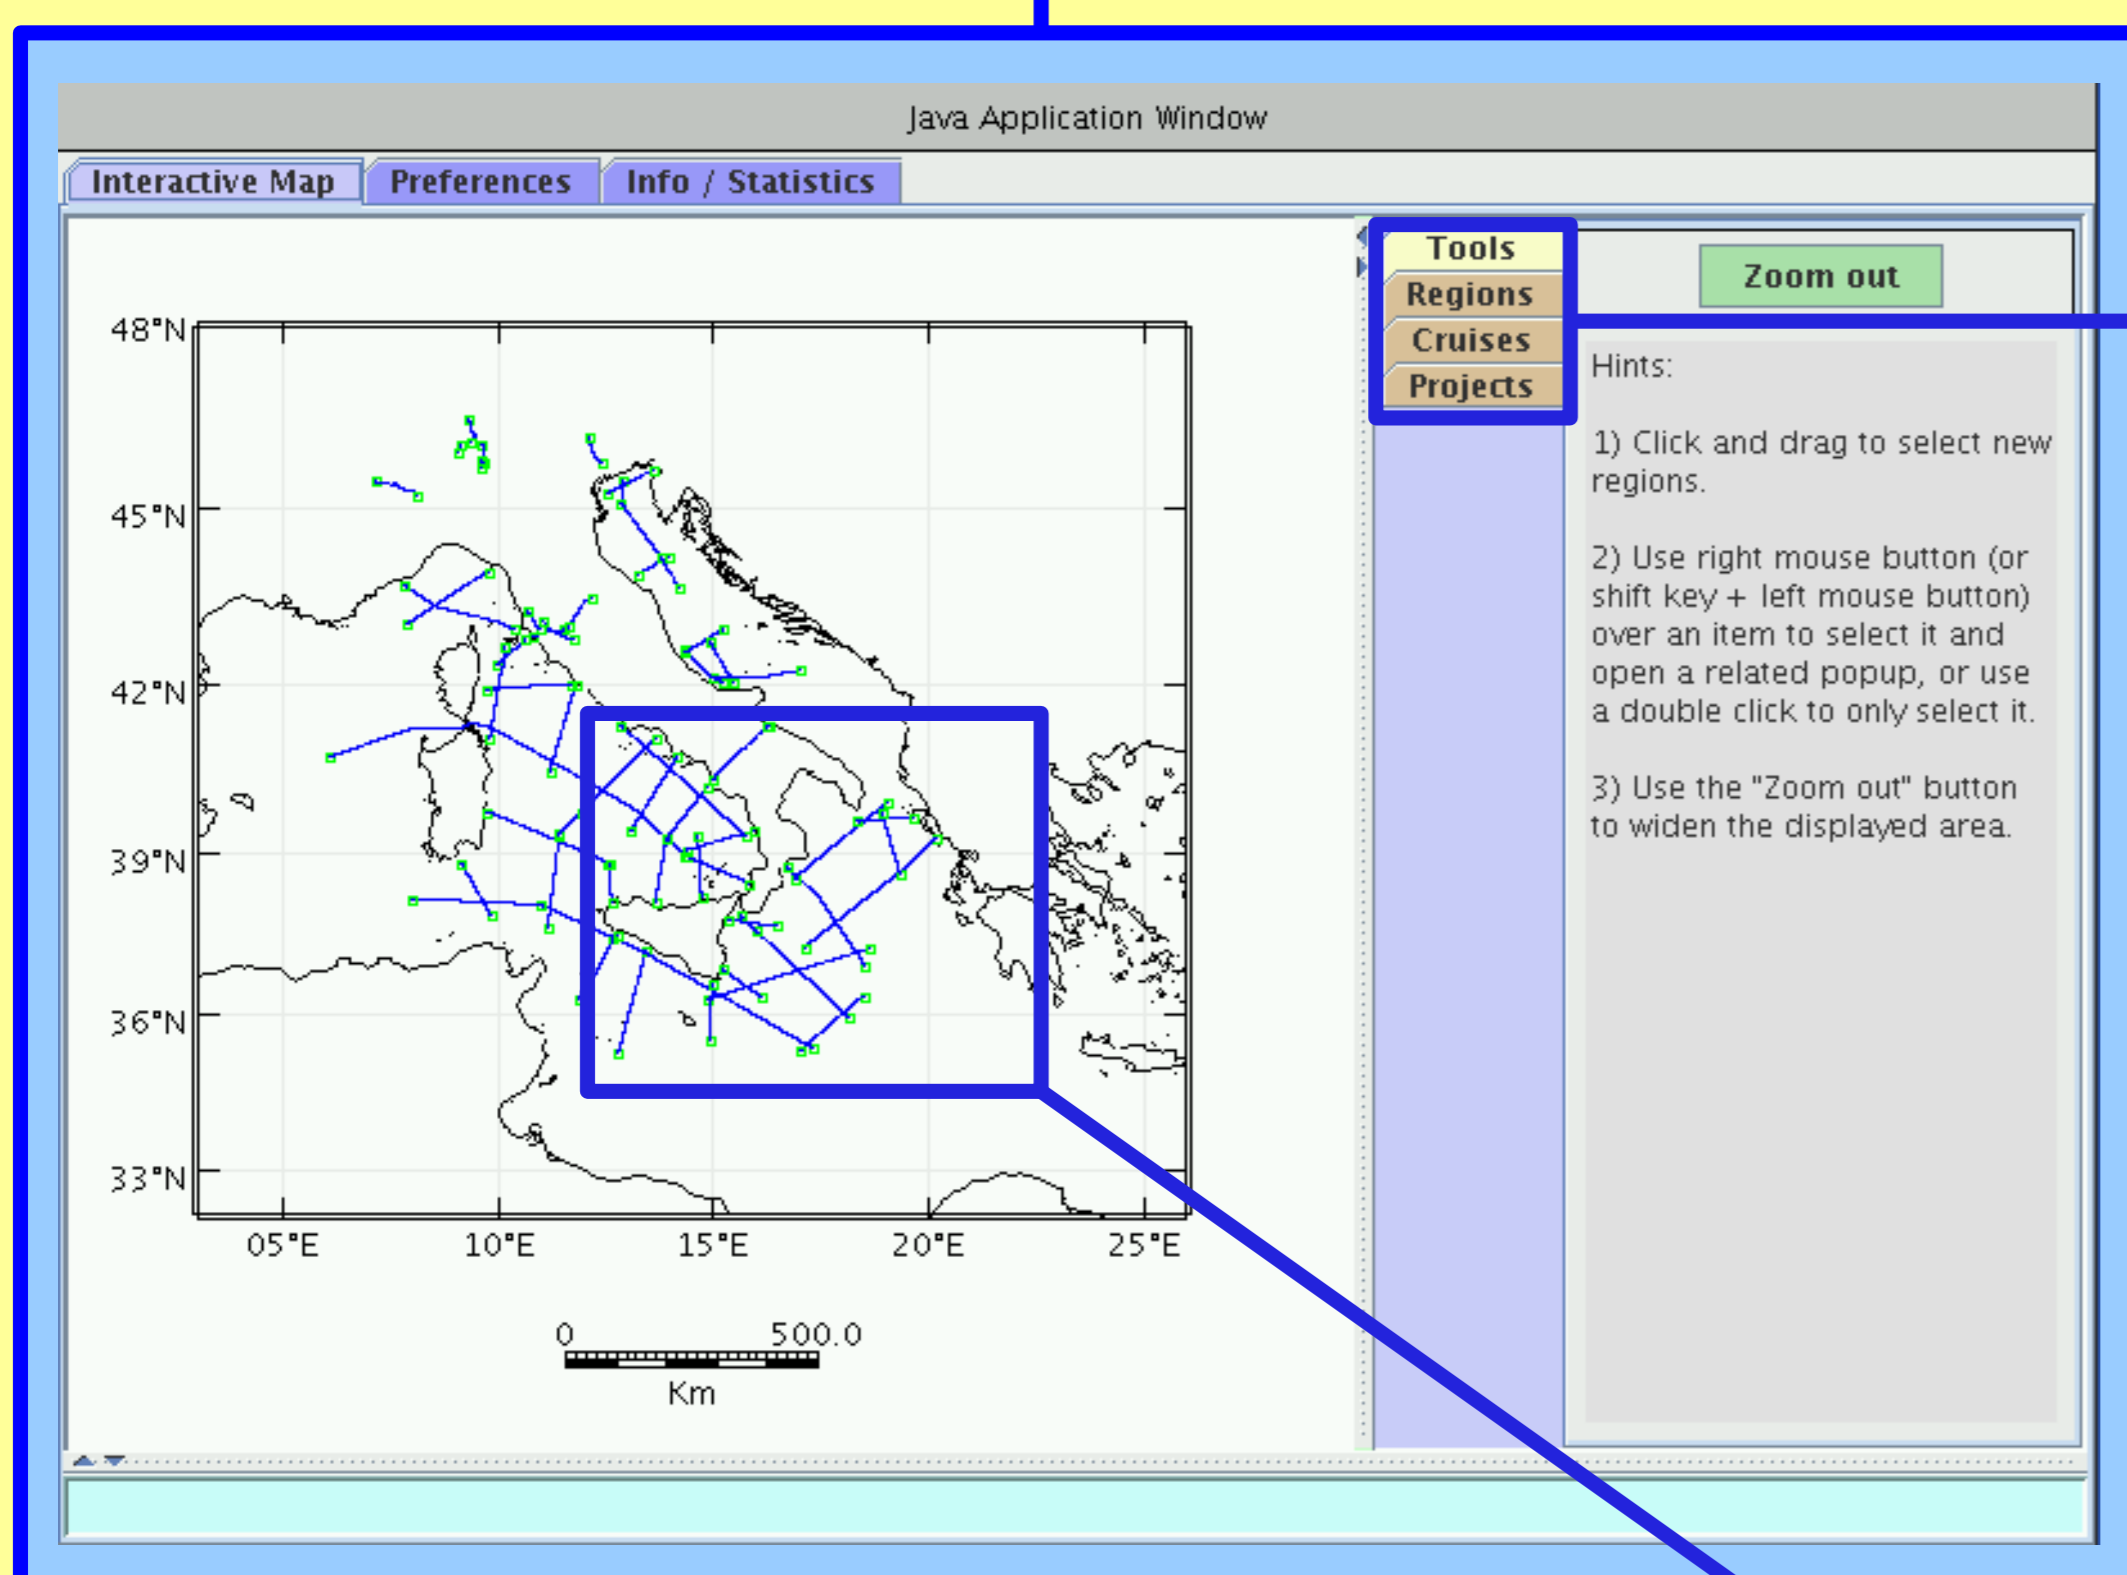 Java Application Window
Interactive Map
Preferences
Info / Statistics
Tools
Regions
Cruises
Projects
Zoom out
Hints:
1) Click and drag to select new
regions.
2) Use right mouse button (or
shift key + left mouse button)
over an item to select it and
open a related popup, or use
a double click to only select it.
3) Use the "Zoom out" button
to widen the displayed area.
48°N
45°N
42°N
39°N
36°N
33°N
05°E
10°E
15°E
20°E
25°E
0
500.0
Km